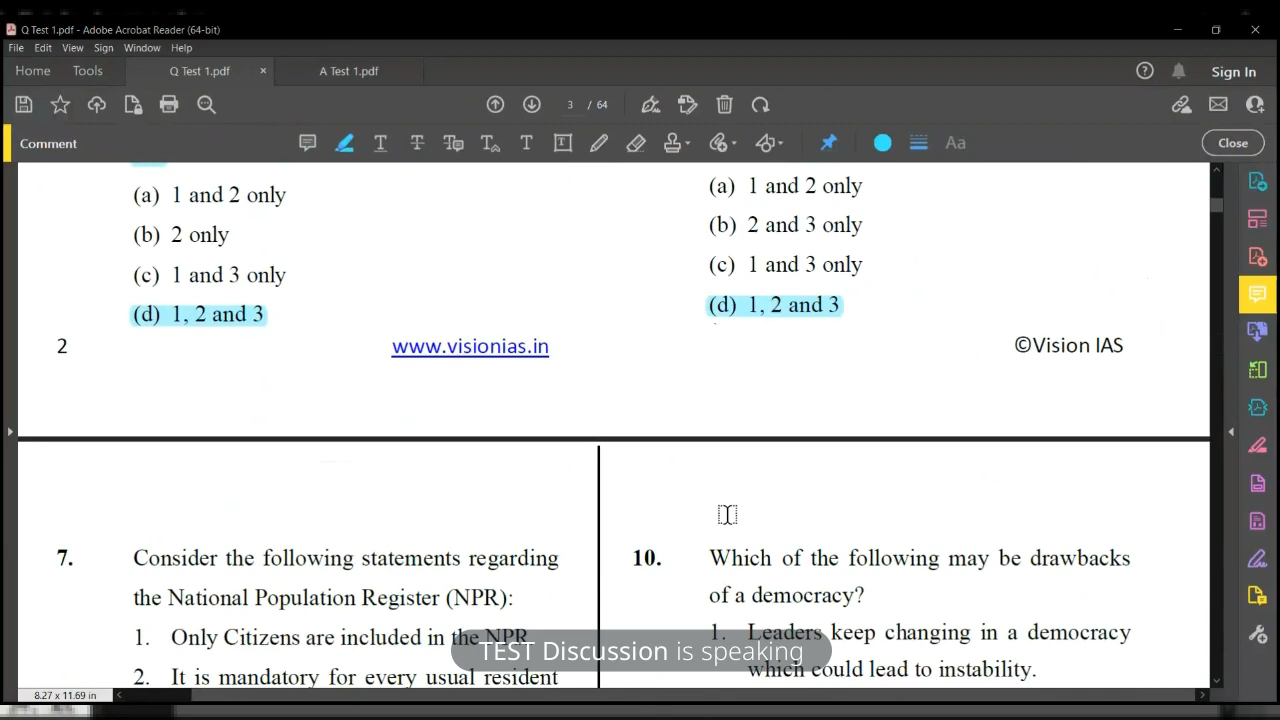 Q Test 1.pdf - Adobe Acrobat Reader (64-bit)
File Edit View Sign Window Help
Home Tools Q Test 1.pdf × A Test 1.pdf Sign In
3 / 64
Comment
Aa
Close
(a) 1 and 2 only
(b) 2 only
(c) 1 and 3 only
(d) 1, 2 and 3
(a) 1 and 2 only
(b) 2 and 3 only
(c) 1 and 3 only
(d) 1, 2 and 3
2 www.visionias.in ©Vision IAS
7. Consider the following statements regarding
the National Population Register (NPR):
1. Only Citizens are included in the NPR
2. It is mandatory for every usual resident
10. Which of the following may be drawbacks
of a democracy?
1. Leaders keep changing in a democracy
which could lead to instability.
TEST Discussion is speaking
8.27 x 11.69 in